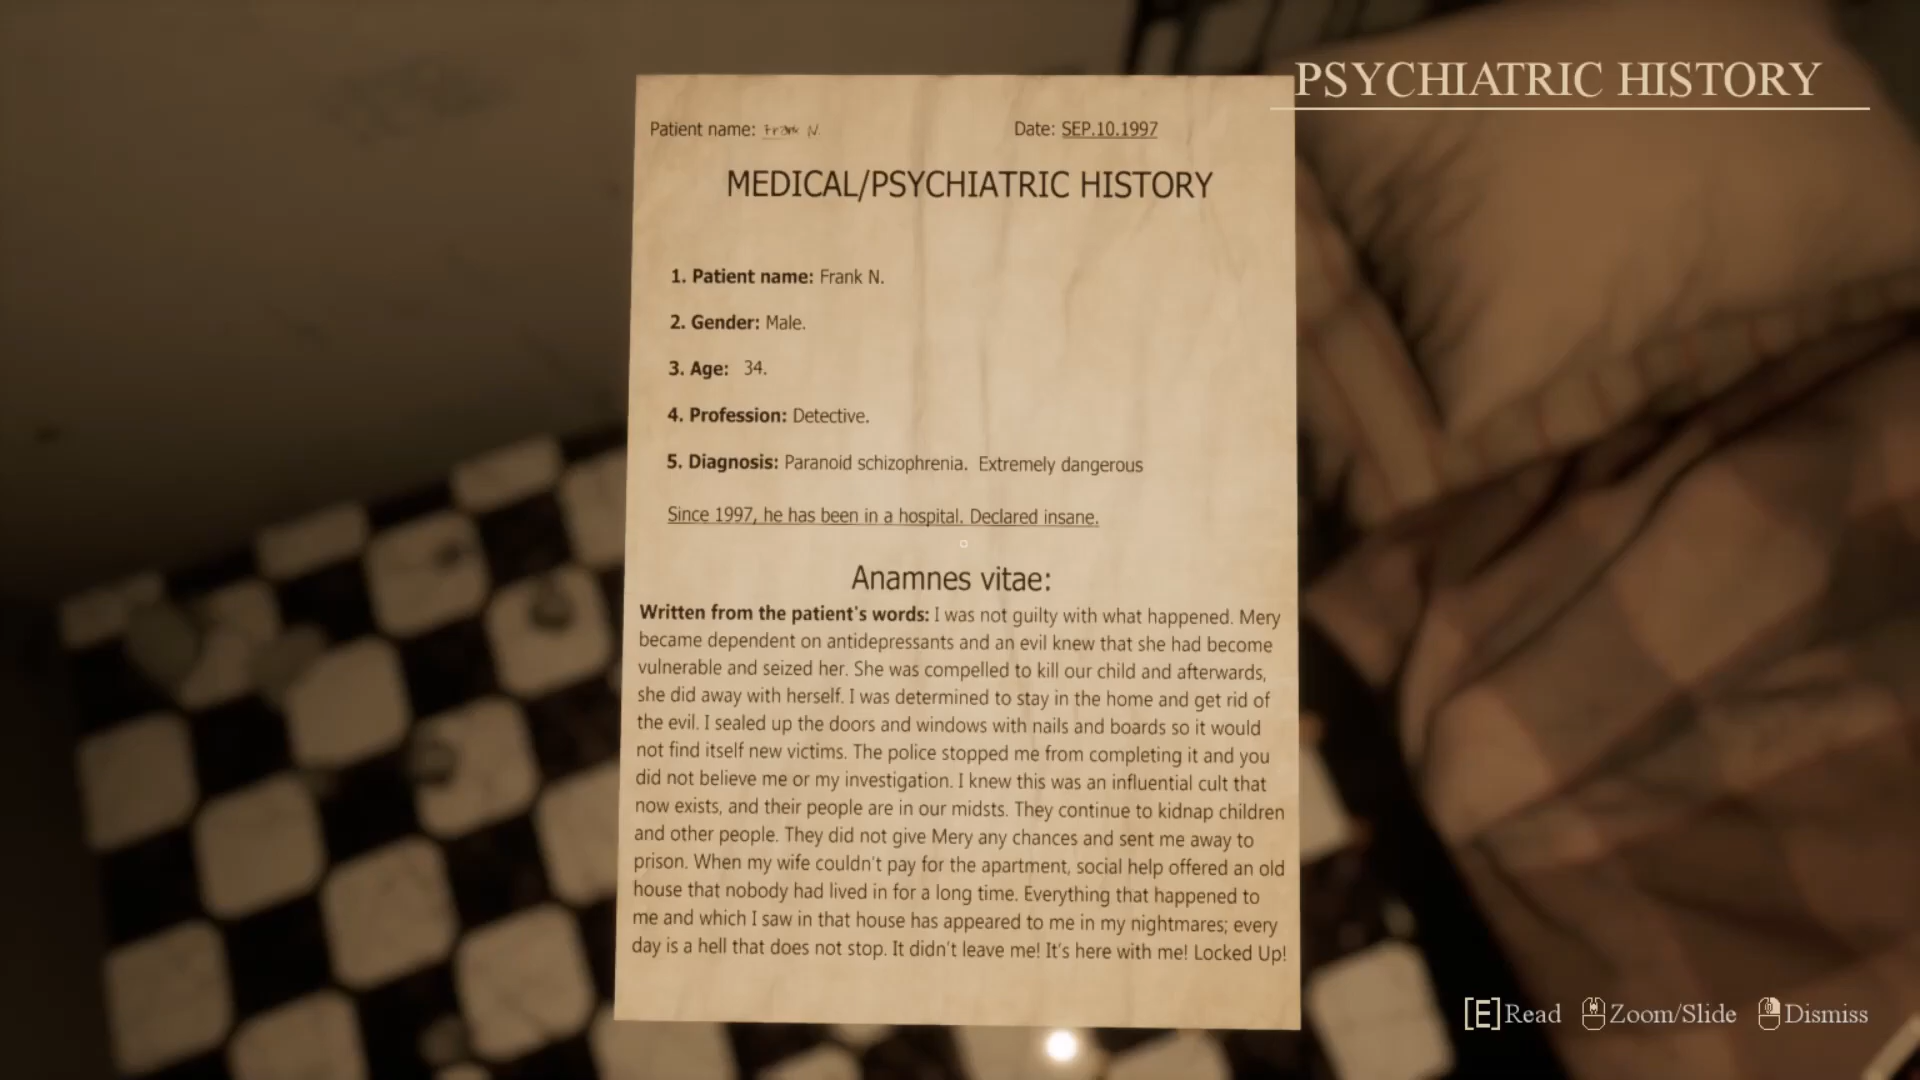 PSYCHIATRIC HISTORY
Patient name: Frank N. Date: SEP.10.1997
MEDICAL/PSYCHIATRIC HISTORY
1. Patient name: Frank N.
2. Gender: Male.
3. Age: 34.
4. Profession: Detective.
5. Diagnosis: Paranoid schizophrenia. Extremely dangerous
Since 1997, he has been in a hospital. Declared insane.
Anamnes vitae:
Written from the patient's words: I was not guilty with what happened. Mery
became dependent on antidepressants and an evil knew that she had become
vulnerable and seized her. She was compelled to kill our child and afterwards,
she did away with herself. I was determined to stay in the home and get rid of
the evil. I sealed up the doors and windows with nails and boards so it would
not find itself new victims. The police stopped me from completing it and you
did not believe me or my investigation. I knew this was an influential cult that
now exists, and their people are in our midsts. They continue to kidnap children
and other people. They did not give Mery any chances and sent me away to
prison. When my wife couldn't pay for the apartment, social help offered an old
house that nobody had lived in for a long time. Everything that happened to
me and which I saw in that house has appeared to me in my nightmares; every
day is a hell that does not stop. It didn't leave me! It's here with me! Locked Up!
[E] Read Zoom/Slide Dismiss